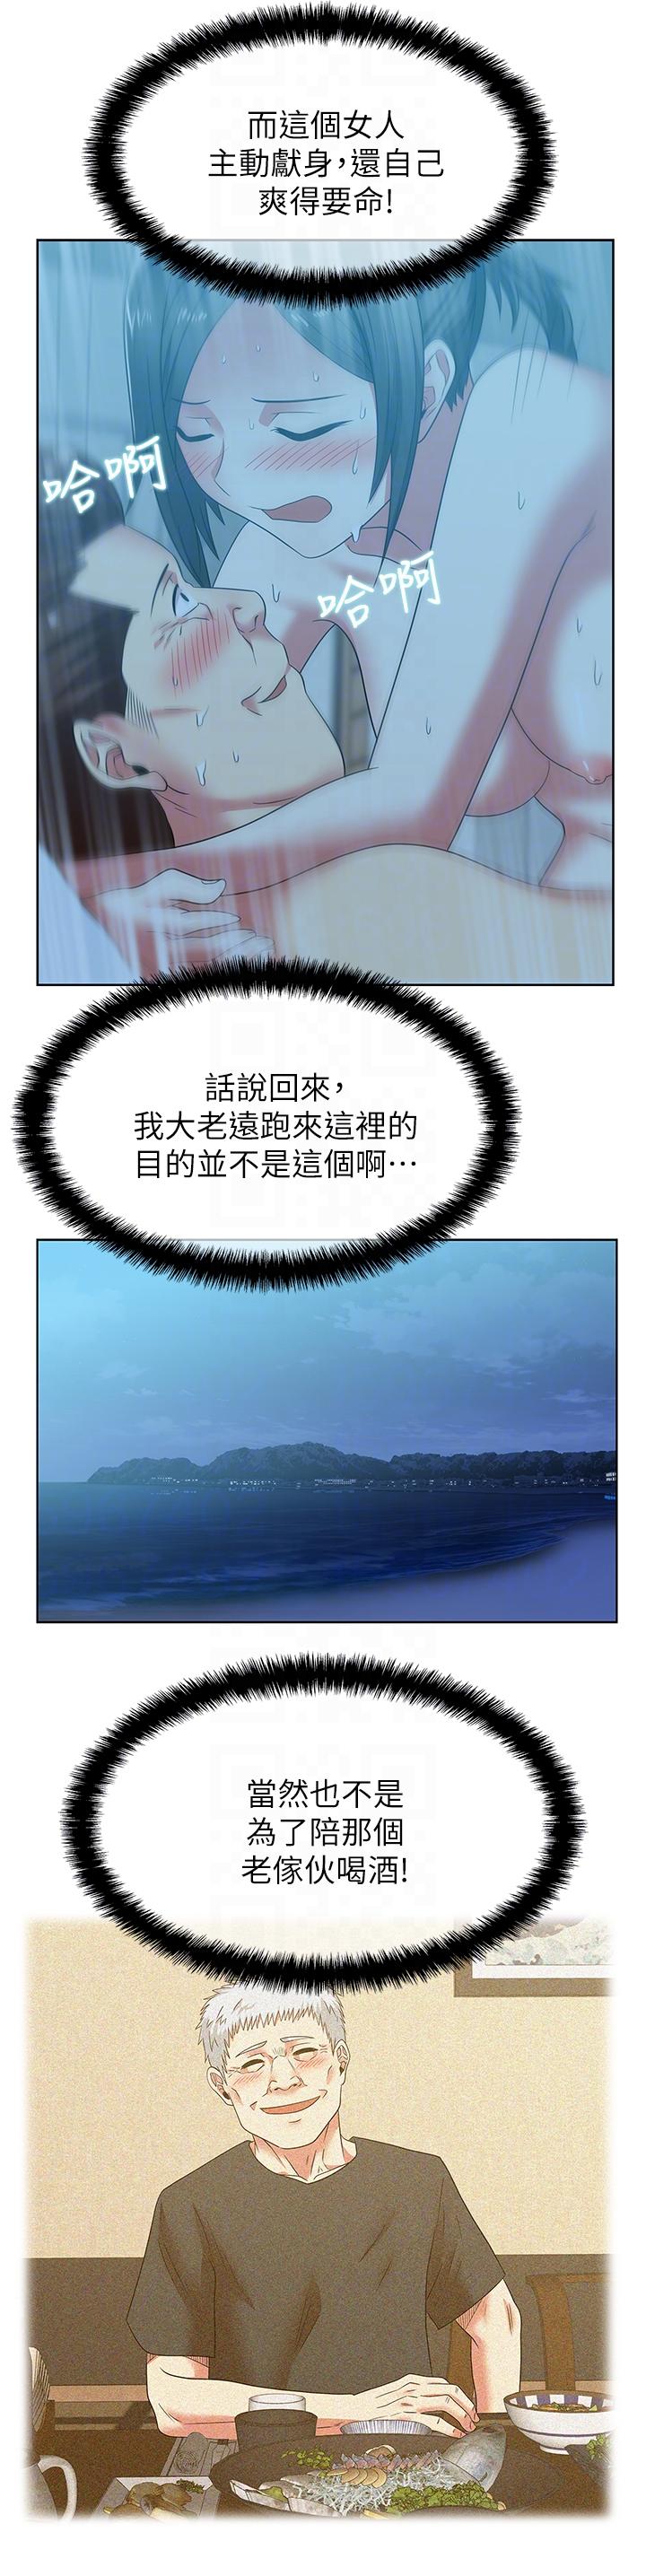 而這個女人
主動獻身,還自己
爽得要命!
哈啊
哈啊
話說回來,
我大老遠跑來這裡的
目的並不是這個啊…
當然也不是
為了陪那個
老傢伙喝酒!